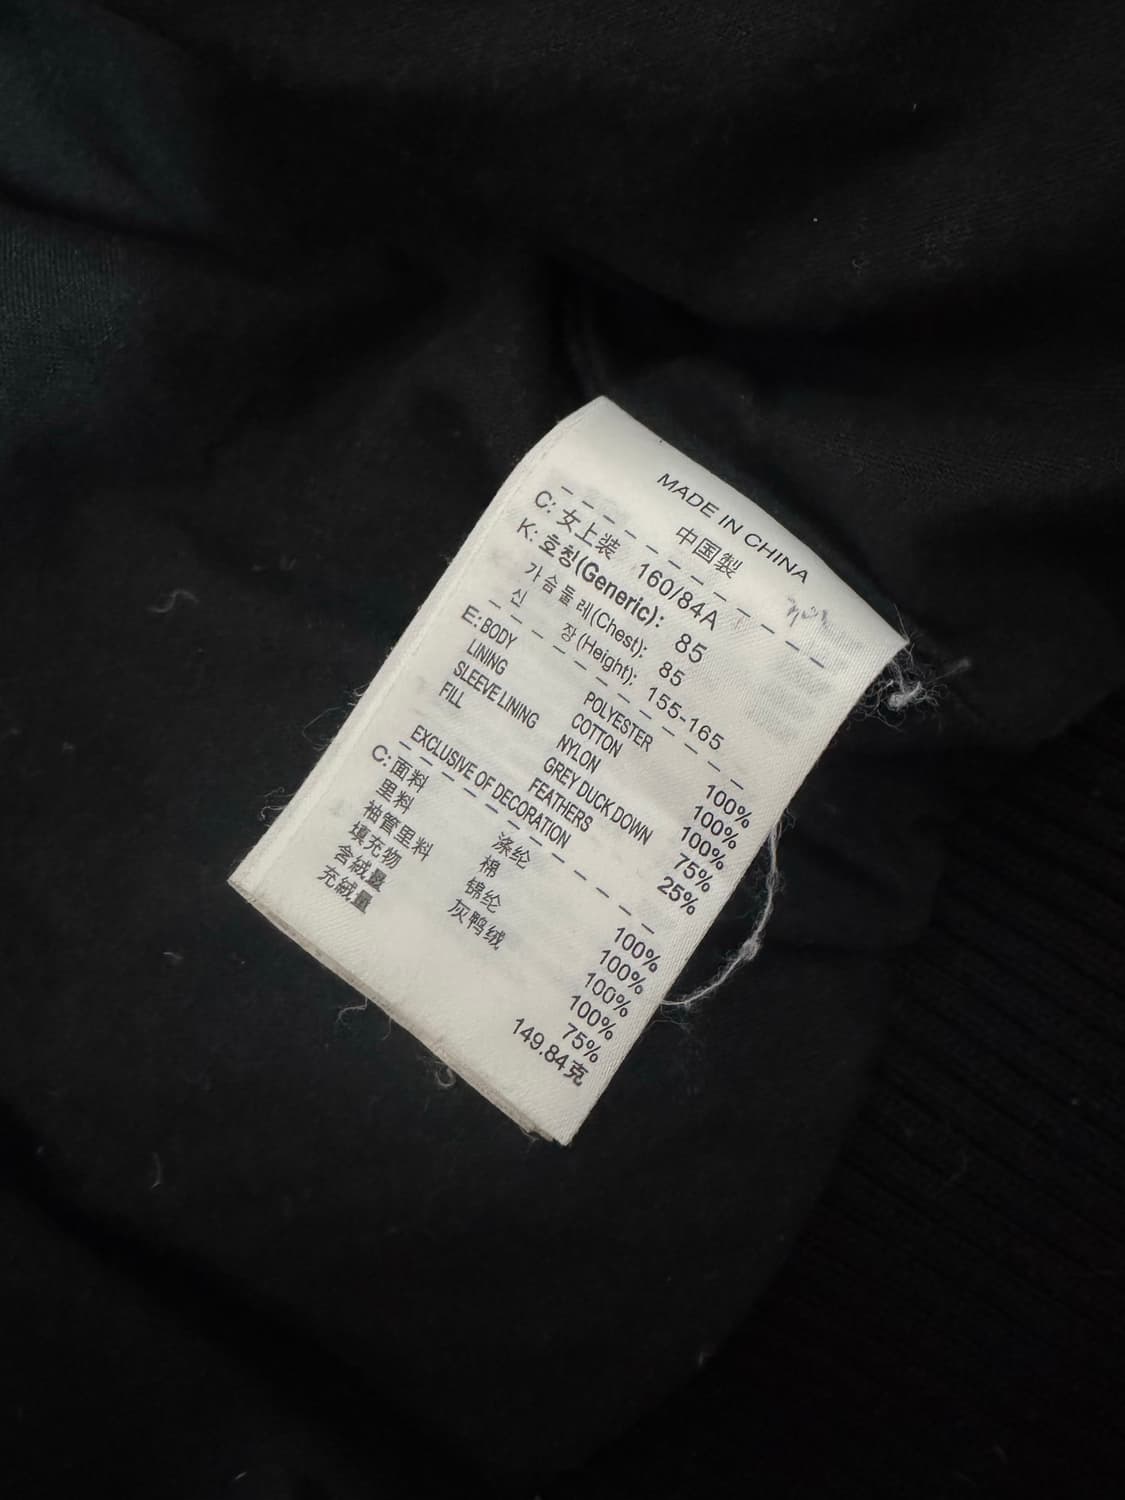 MADE IN CHINA
中国製
C: 女上装 160/84A
K: 호칭(Generic): 85
가슴둘레(Chest): 85
신 장(Height): 155-165
E: BODY POLYESTER 100%
LINING COTTON 100%
SLEEVE LINING NYLON 100%
FILL GREY DUCK DOWN 75%
FEATHERS 25%
EXCLUSIVE OF DECORATION
C: 面料 涤纶 100%
里料 棉 100%
袖管里料 锦纶 100%
填充物 灰鸭绒 100%
含絨量 75%
充絨量 149.84克